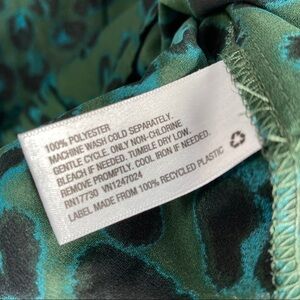 100% POLYESTER
MACHINE WASH COLD SEPARATELY.
GENTLE CYCLE. ONLY NON-CHLORINE
BLEACH IF NEEDED. TUMBLE DRY LOW.
REMOVE PROMPTLY. COOL IRON IF NEEDED.
RN17730 VN1247024
LABEL MADE FROM 100% RECYCLED PLASTIC